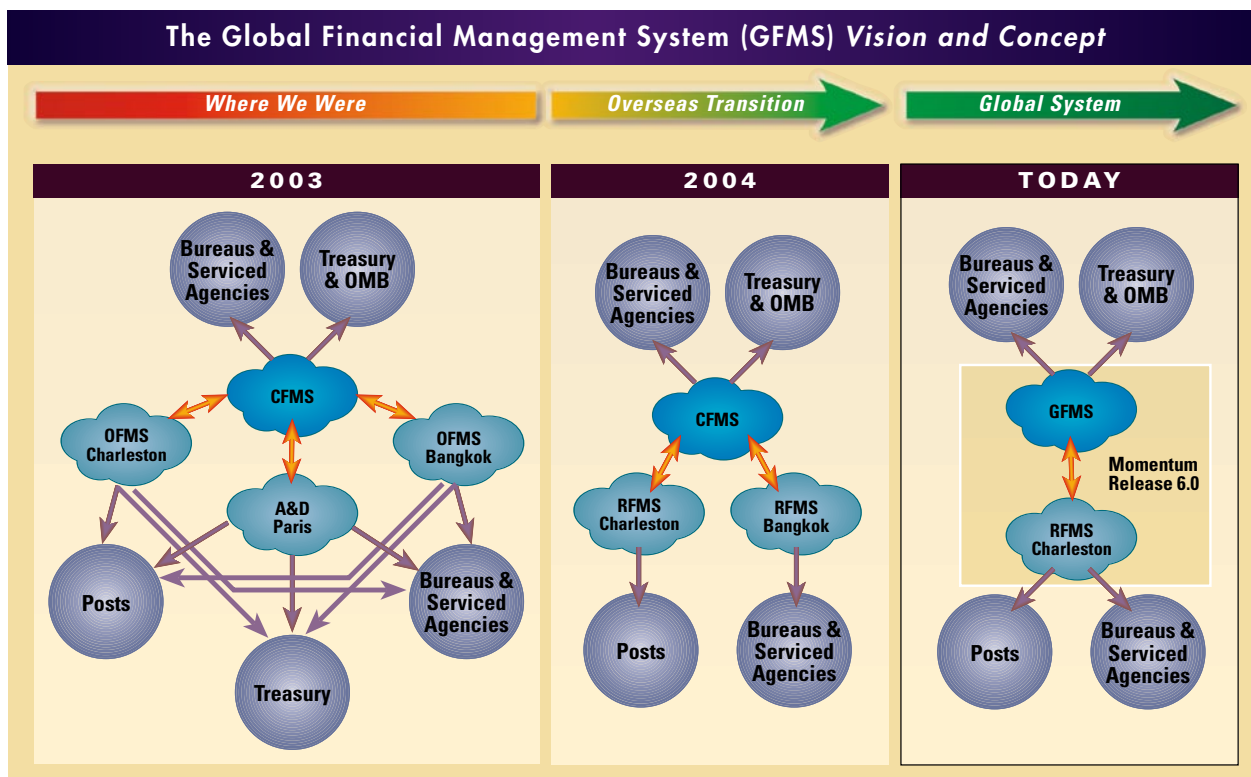 The Global Financial Management System (GFMS) Vision and Concept
Where We Were
Overseas Transition
Global System
2003
Bureaus &
Serviced
Agencies
Treasury
& OMB
CFMS
OFMS
Charleston
OFMS
Bangkok
A&D
Paris
Posts
Bureaus &
Serviced
Agencies
Treasury
2004
Bureaus &
Serviced
Agencies
Treasury
& OMB
CFMS
RFMS
Charleston
RFMS
Bangkok
Posts
Bureaus &
Serviced
Agencies
TODAY
Bureaus &
Serviced
Agencies
Treasury
& OMB
GFMS
Momentum
Release 6.0
RFMS
Charleston
Posts
Bureaus &
Serviced
Agencies